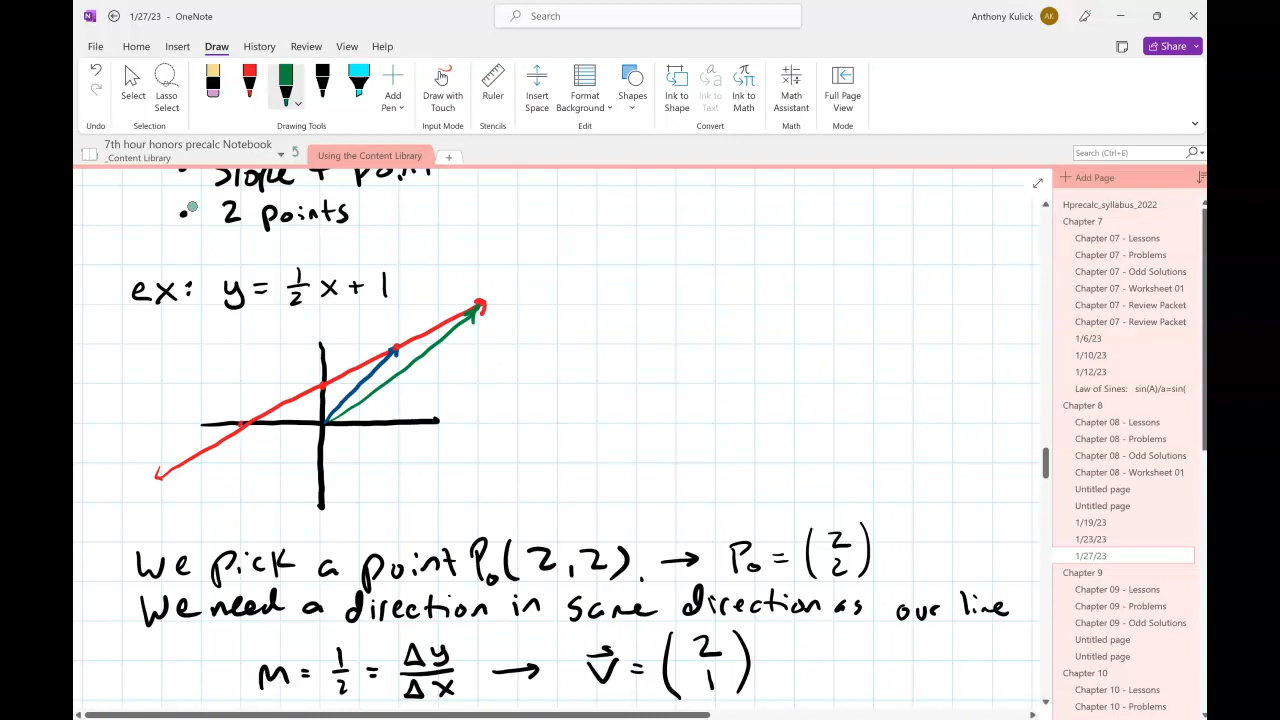 1/27/23 - OneNote
Search
Anthony Kulick
AK
File Home Insert Draw History Review View Help
Share
Undo
Select
Lasso Select
Add Pen
Draw with Touch
Ruler
Insert Space
Format Background
Shapes
Ink to Shape
Ink to Text
Ink to Math
Math Assistant
Full Page View
Undo Selection Drawing Tools Input Mode Stencils Edit Convert Math Mode
7th hour honors precalc Notebook
_Content Library
Using the Content Library
+
Search (Ctrl+E)
• Slope + point
• 2 points
ex: y = 1/2 x + 1
We pick a point P₀(2,2). → P₀ = (2 2)
We need a direction in same direction as our line
m = 1/2 = Δy/Δx → v⃗ = (2 1)
+ Add Page
Hprecalc_syllabus_2022
Chapter 7
Chapter 07 - Lessons
Chapter 07 - Problems
Chapter 07 - Odd Solutions
Chapter 07 - Worksheet 01
Chapter 07 - Review Packet
Chapter 07 - Review Packet
1/6/23
1/10/23
1/12/23
Law of Sines: sin(A)/a=sin(
Chapter 8
Chapter 08 - Lessons
Chapter 08 - Problems
Chapter 08 - Odd Solutions
Chapter 08 - Worksheet 01
Untitled page
Untitled page
1/19/23
1/23/23
1/27/23
Chapter 9
Chapter 09 - Lessons
Chapter 09 - Problems
Chapter 09 - Odd Solutions
Untitled page
Untitled page
Chapter 10
Chapter 10 - Lessons
Chapter 10 - Problems